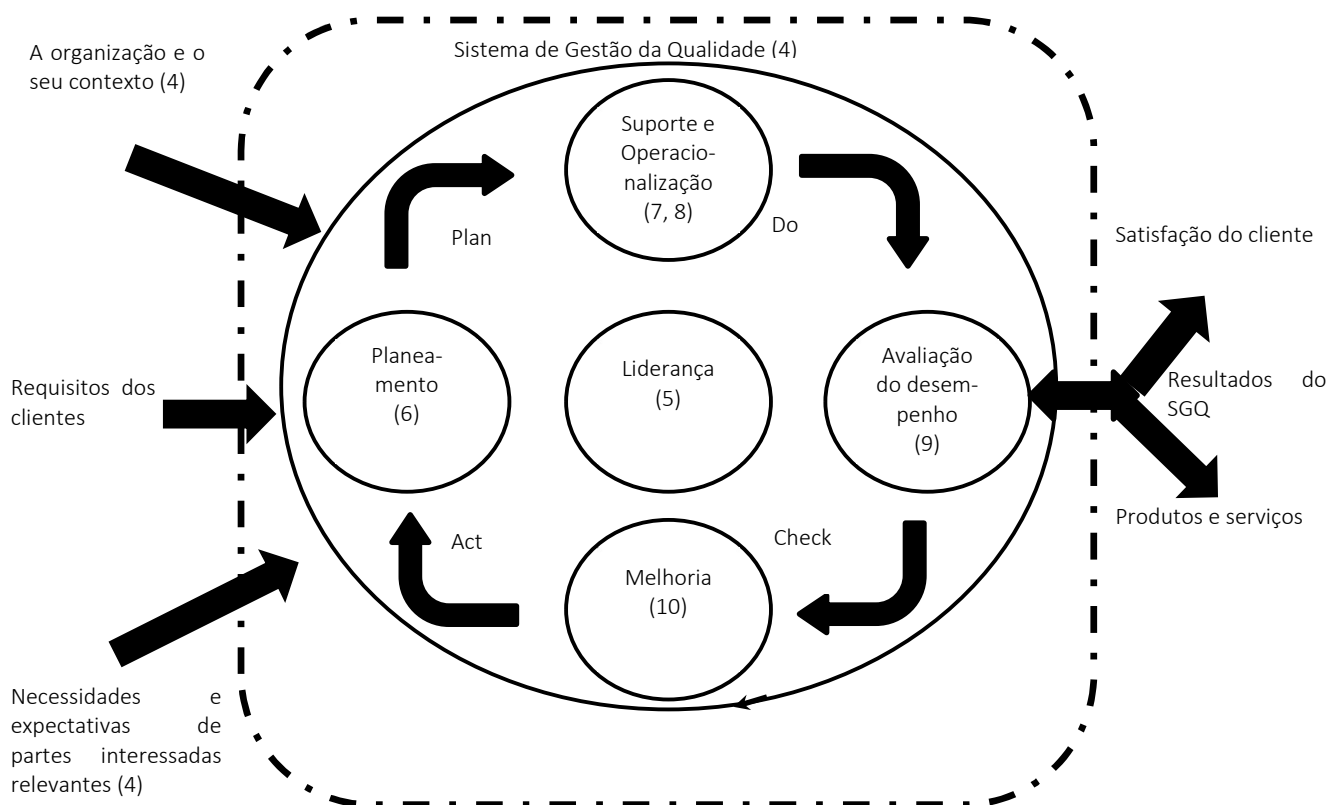 A organização e o
seu contexto (4)
Sistema de Gestão da Qualidade (4)
Suporte e
Operacio-
nalização
(7, 8)
Plan
Do
Satisfação do cliente
Requisitos dos
clientes
Planea-
mento
(6)
Liderança
(5)
Avaliação
do desem-
penho
(9)
Resultados do
SGQ
Act
Check
Produtos e serviços
Melhoria
(10)
Necessidades e
expectativas de
partes interessadas
relevantes (4)